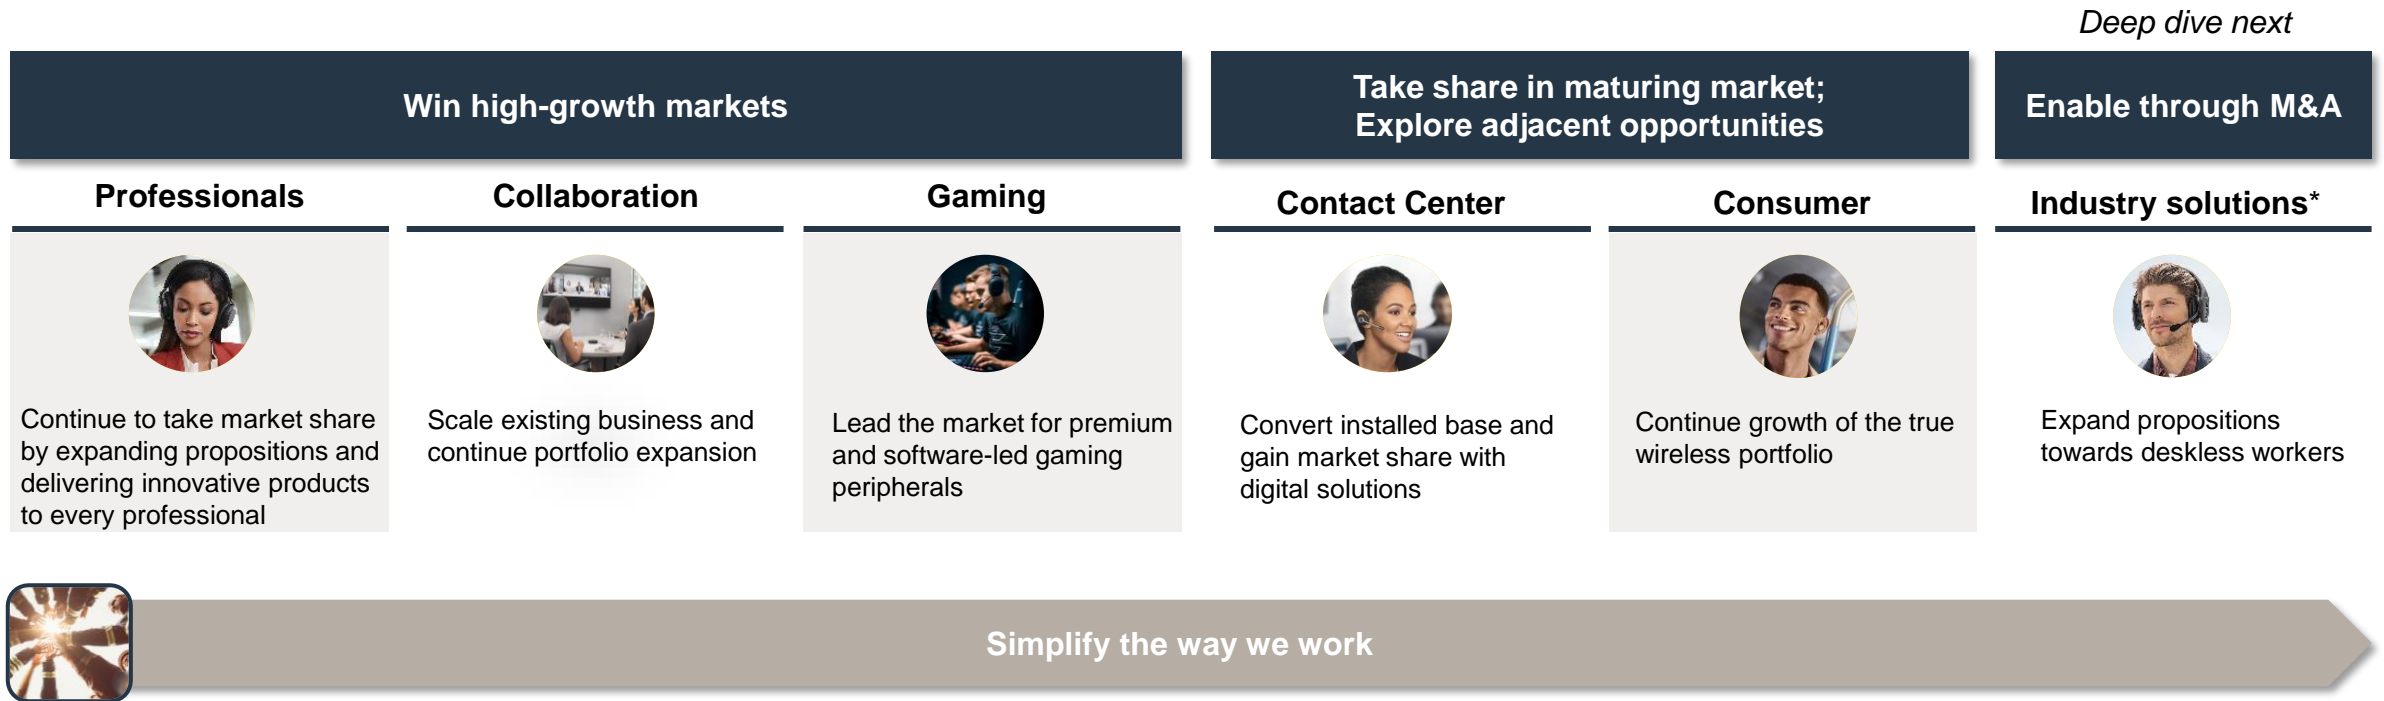 Deep dive next
Win high-growth markets
Take share in maturing market;
Explore adjacent opportunities
Enable through M&A
Professionals
Continue to take market share
by expanding propositions and
delivering innovative products
to every professional
Collaboration
Scale existing business and
continue portfolio expansion
Gaming
Lead the market for premium
and software-led gaming
peripherals
Contact Center
Convert installed base and
gain market share with
digital solutions
Consumer
Continue growth of the true
wireless portfolio
Industry solutions*
Expand propositions
towards deskless workers
Simplify the way we work